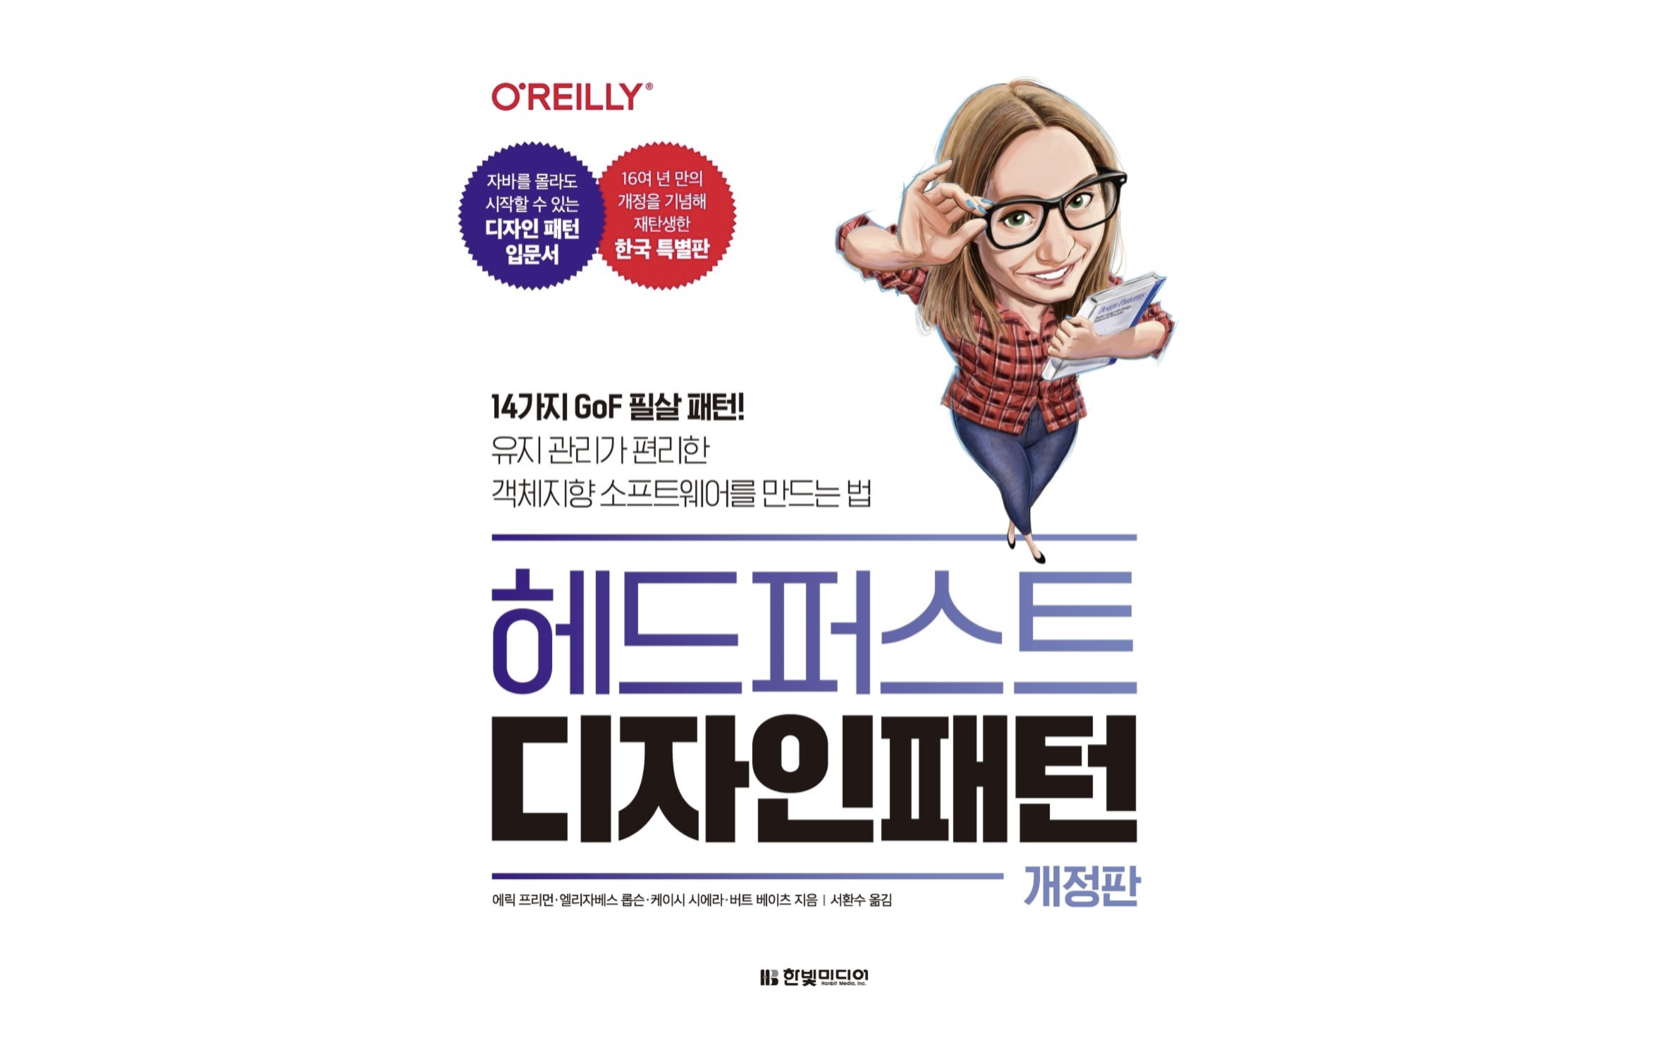 O'REILLY®
자바를 몰라도
시작할 수 있는
디자인 패턴
입문서
16여 년 만의
개정을 기념해
재탄생한
한국 특별판
Design Patterns
14가지 GoF 필살 패턴!
유지 관리가 편리한
객체지향 소프트웨어를 만드는 법
헤드퍼스트
디자인패턴
개정판
에릭 프리먼·엘리자베스 롭슨·케이시 시에라·버트 베이츠 지음 | 서환수 옮김
HB 한빛미디어
Hanbit Media, Inc.